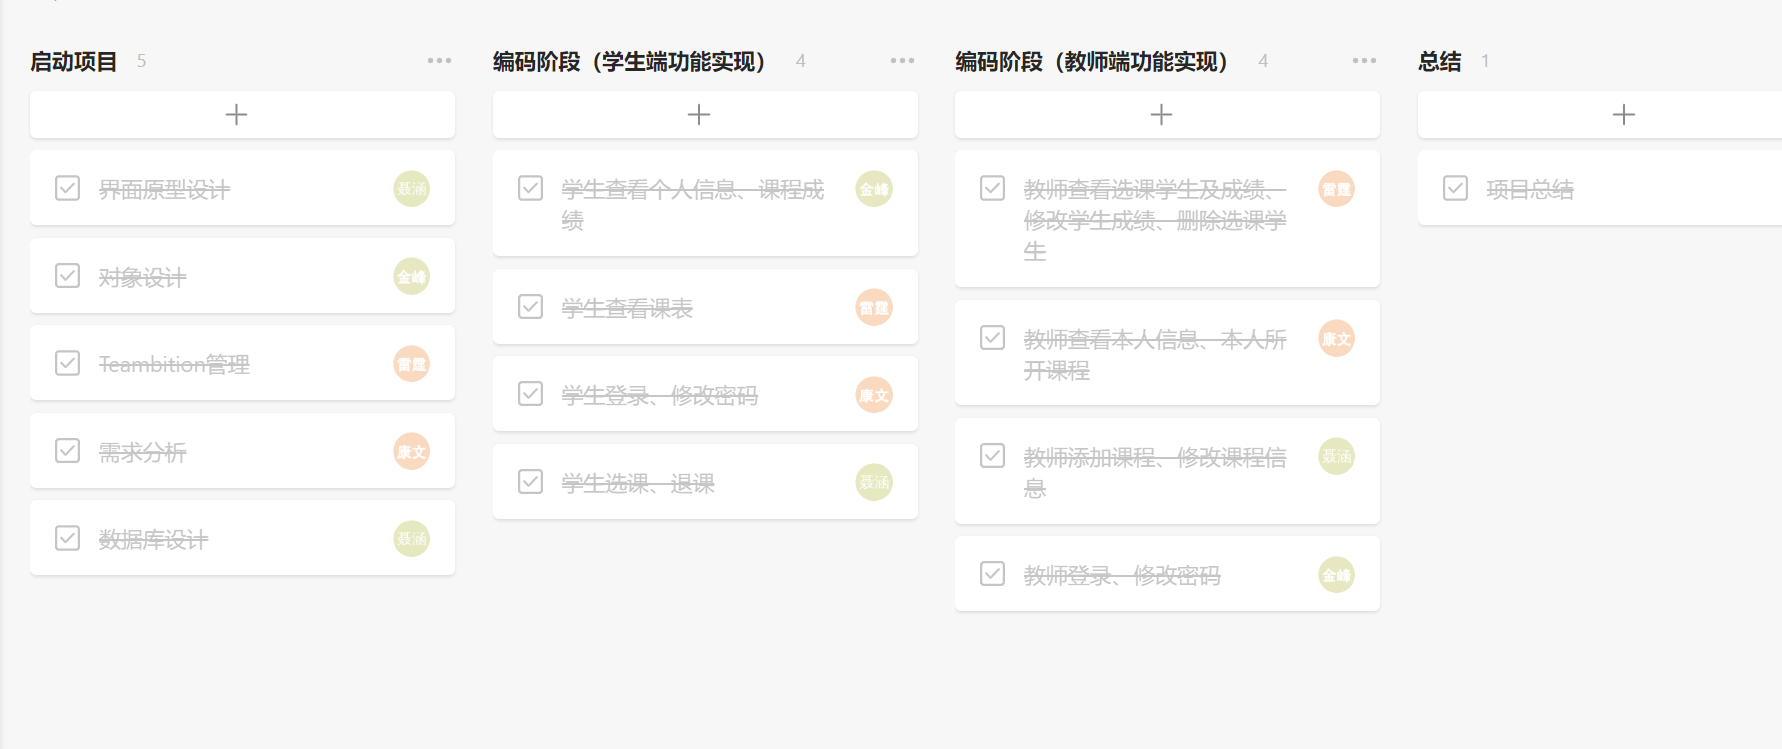 启动项目 5
界面原型设计 聂涵
对象设计 金峰
Teambition管理 雷霆
需求分析 康文
数据库设计 聂涵
编码阶段（学生端功能实现） 4
学生查看个人信息、课程成 金峰
绩
学生查看课表 雷霆
学生登录、修改密码 康文
学生选课、退课 聂涵
编码阶段（教师端功能实现） 4
教师查看选课学生及成绩、 雷霆
修改学生成绩、删除选课学
生
教师查看本人信息、本人所 康文
开课程
教师添加课程、修改课程信 聂涵
息
教师登录、修改密码 金峰
总结 1
项目总结